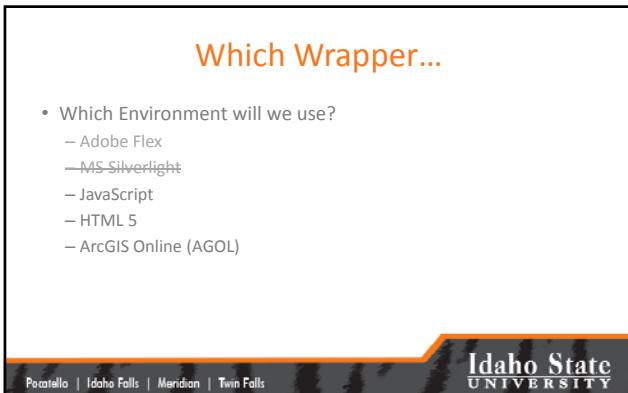 Which Wrapper…
• Which Environment will we use?
– Adobe Flex
– MS Silverlight
– JavaScript
– HTML 5
– ArcGIS Online (AGOL)
Pocatello | Idaho Falls | Meridian | Twin Falls
Idaho State
UNIVERSITY